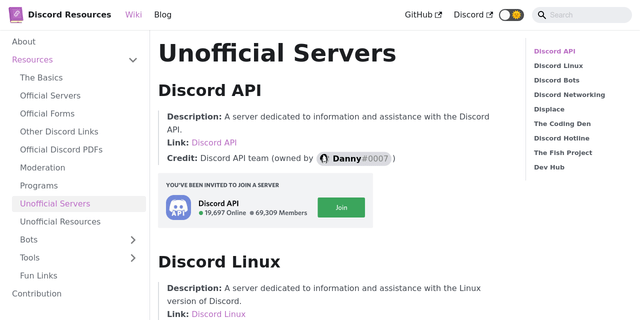 Discord Resources Wiki Blog GitHub Discord Search
About
Resources
The Basics
Official Servers
Official Forms
Other Discord Links
Official Discord PDFs
Moderation
Programs
Unofficial Servers
Unofficial Resources
Bots
Tools
Fun Links
Contribution
Unofficial Servers
Discord API
Description: A server dedicated to information and assistance with the Discord
API.
Link: Discord API
Credit: Discord API team (owned by Danny#0007)
YOU'VE BEEN INVITED TO JOIN A SERVER
API
Discord API
19,697 Online 69,309 Members
Join
Discord Linux
Description: A server dedicated to information and assistance with the Linux
version of Discord.
Link: Discord Linux
Discord API
Discord Linux
Discord Bots
Discord Networking
Displace
The Coding Den
Discord Hotline
The Fish Project
Dev Hub